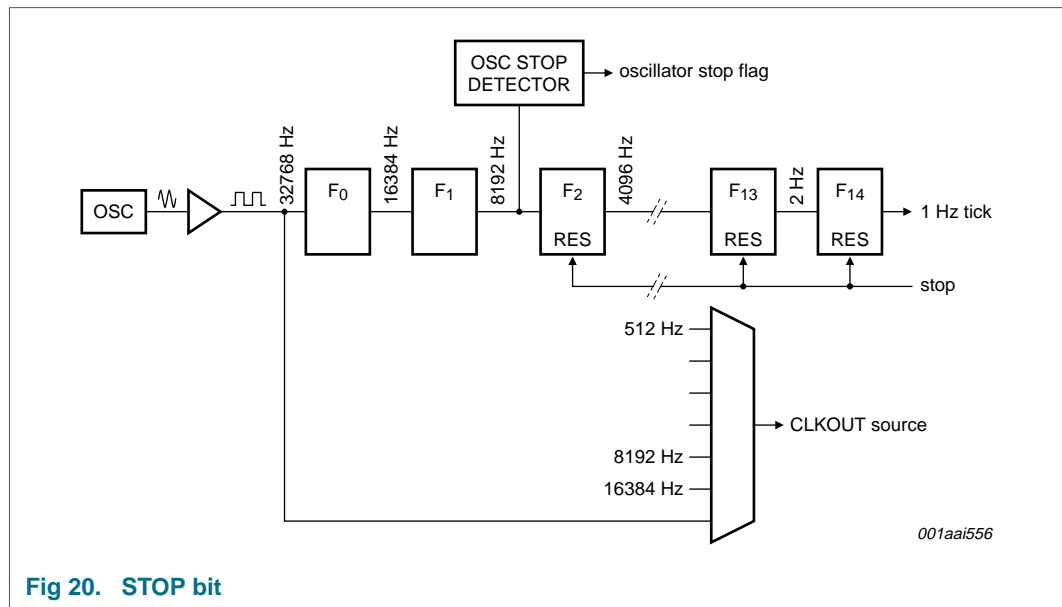 OSC STOP
DETECTOR
oscillator stop flag
32768 Hz
16384 Hz
8192 Hz
4096 Hz
2 Hz
OSC
F0
F1
F2
RES
F13
RES
F14
RES
1 Hz tick
stop
512 Hz
CLKOUT source
8192 Hz
16384 Hz
001aai556
Fig 20. STOP bit